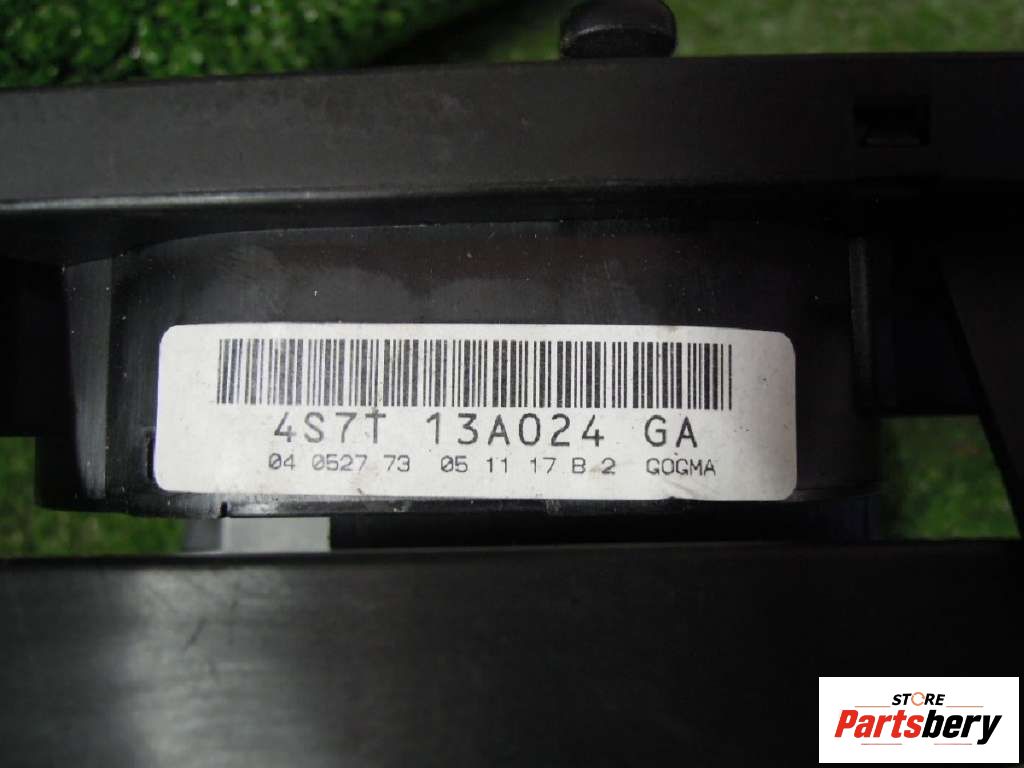 4S7T 13A024 GA
04 0527 73 05 11 17 B 2 GOGMA
STORE
Partsbery